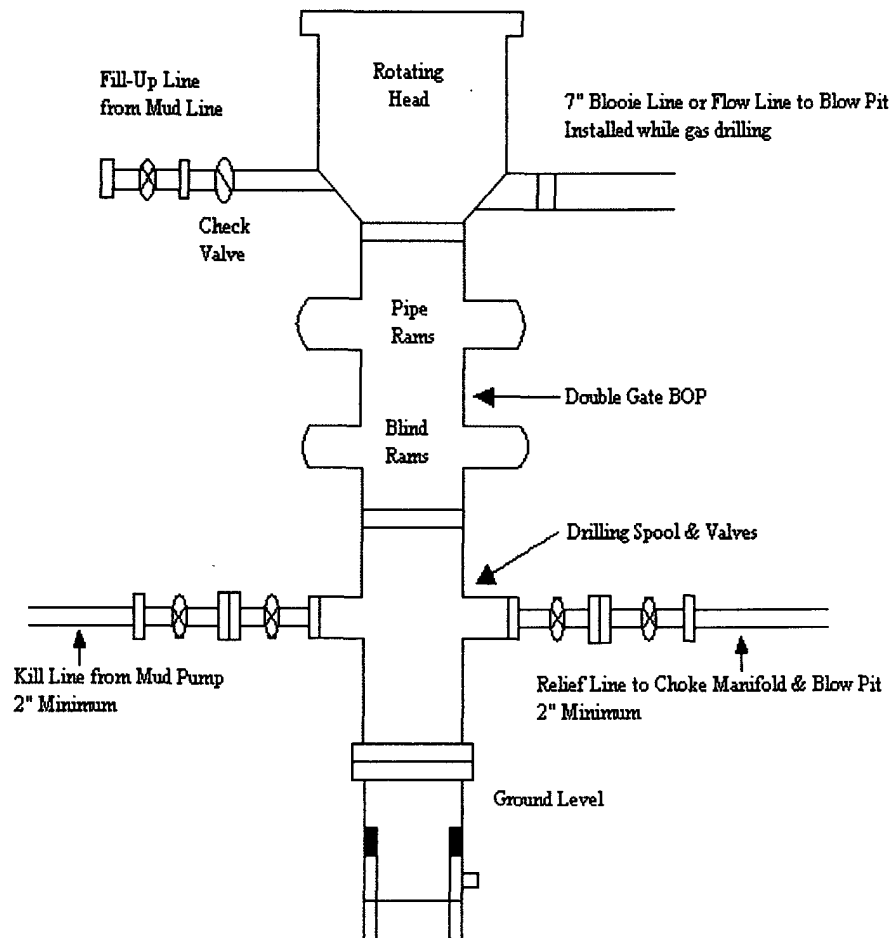 Rotating
Head
Fill-Up Line
from Mud Line
7" Blooie Line or Flow Line to Blow Pit
Installed while gas drilling
Check
Valve
Pipe
Rams
Double Gate BOP
Blind
Rams
Drilling Spool & Valves
Kill Line from Mud Pump
2" Minimum
Relief Line to Choke Manifold & Blow Pit
2" Minimum
Ground Level